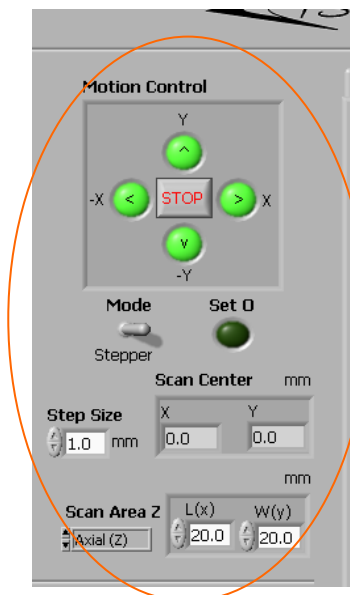 Motion Control
Y
^
-X < STOP > X
v
-Y
Mode Set 0
Stepper
Scan Center mm
Step Size X Y
1.0 mm 0.0 0.0
mm
Scan Area Z L(x) W(y)
Axial (Z) 20.0 20.0